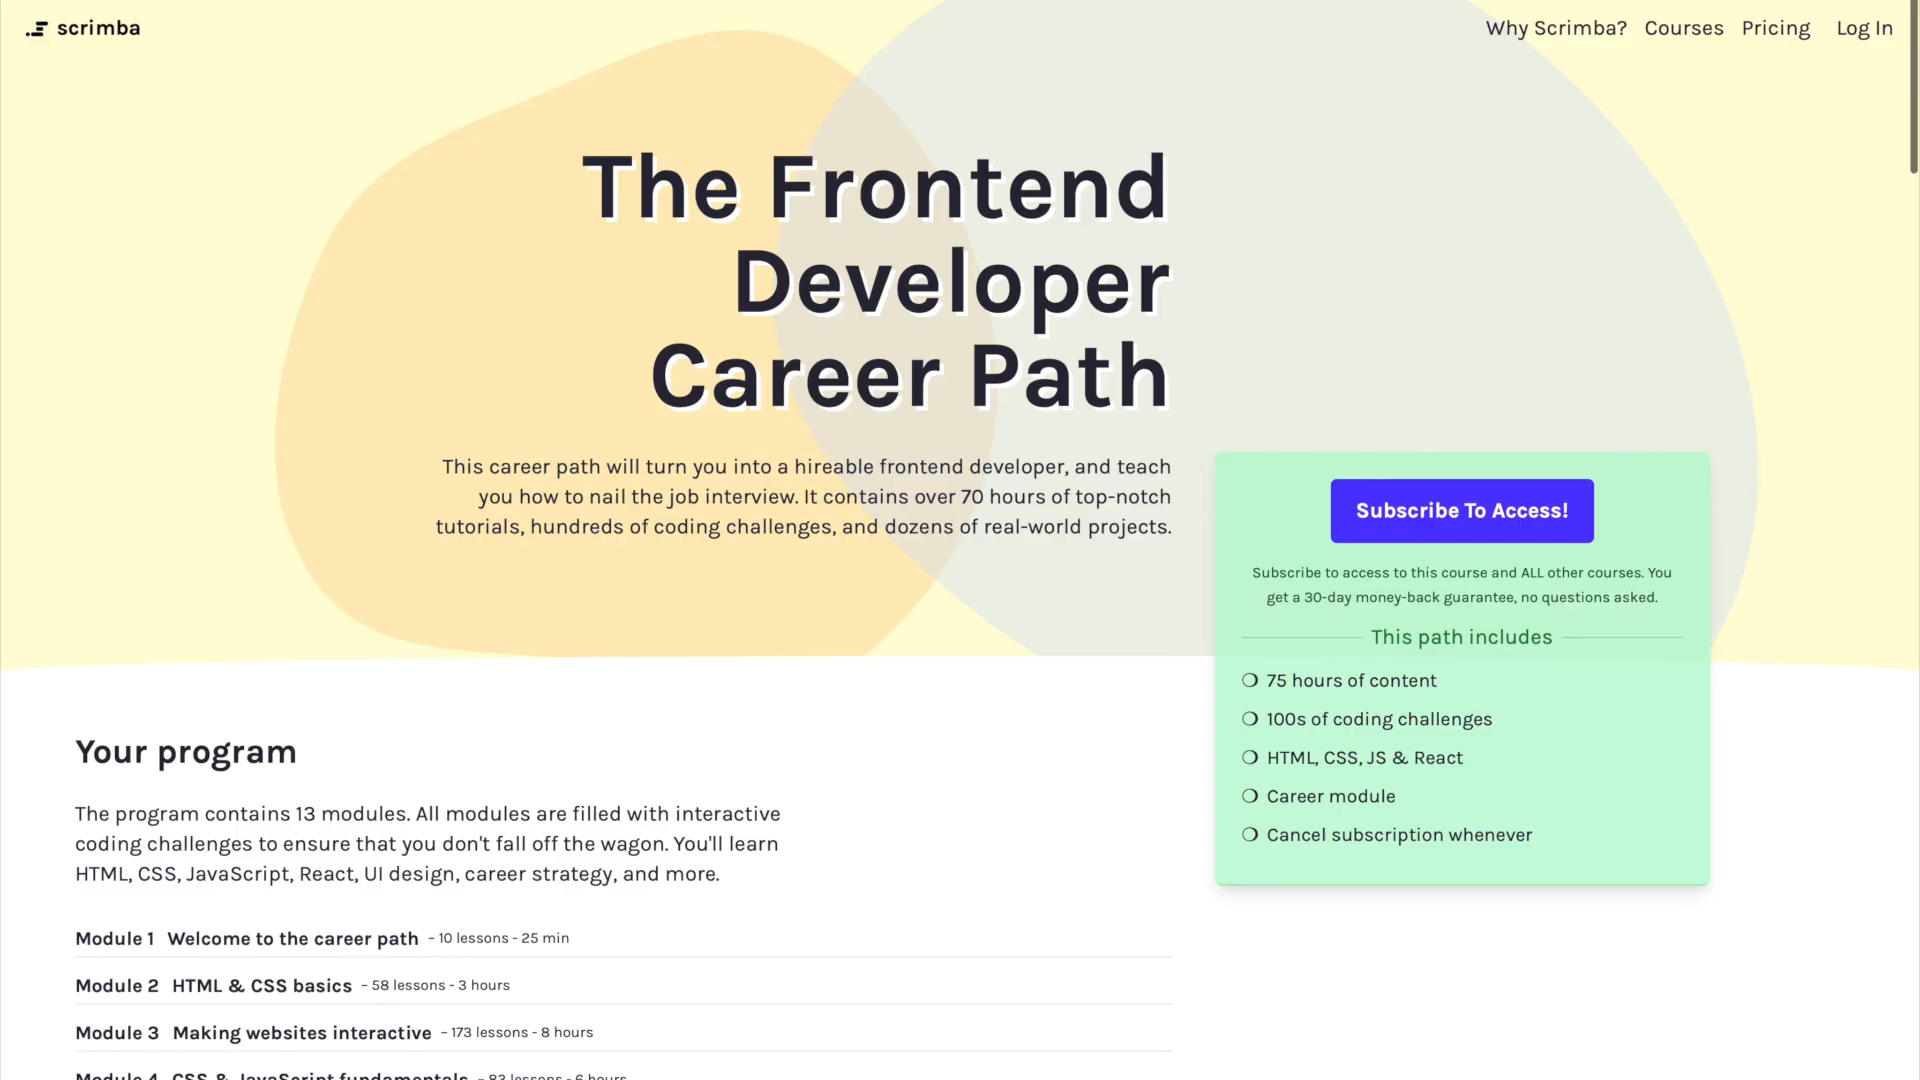 scrimba
Why Scrimba? Courses Pricing Log In
The Frontend
Developer
Career Path
This career path will turn you into a hireable frontend developer, and teach
you how to nail the job interview. It contains over 70 hours of top-notch
tutorials, hundreds of coding challenges, and dozens of real-world projects.
Subscribe To Access!
Subscribe to access to this course and ALL other courses. You
get a 30-day money-back guarantee, no questions asked.
This path includes
75 hours of content
100s of coding challenges
HTML, CSS, JS & React
Career module
Cancel subscription whenever
Your program
The program contains 13 modules. All modules are filled with interactive
coding challenges to ensure that you don't fall off the wagon. You'll learn
HTML, CSS, JavaScript, React, UI design, career strategy, and more.
Module 1 Welcome to the career path – 10 lessons - 25 min
Module 2 HTML & CSS basics – 58 lessons - 3 hours
Module 3 Making websites interactive – 173 lessons - 8 hours
Module 4 CSS & JavaScript fundamentals – 83 lessons - 6 hours